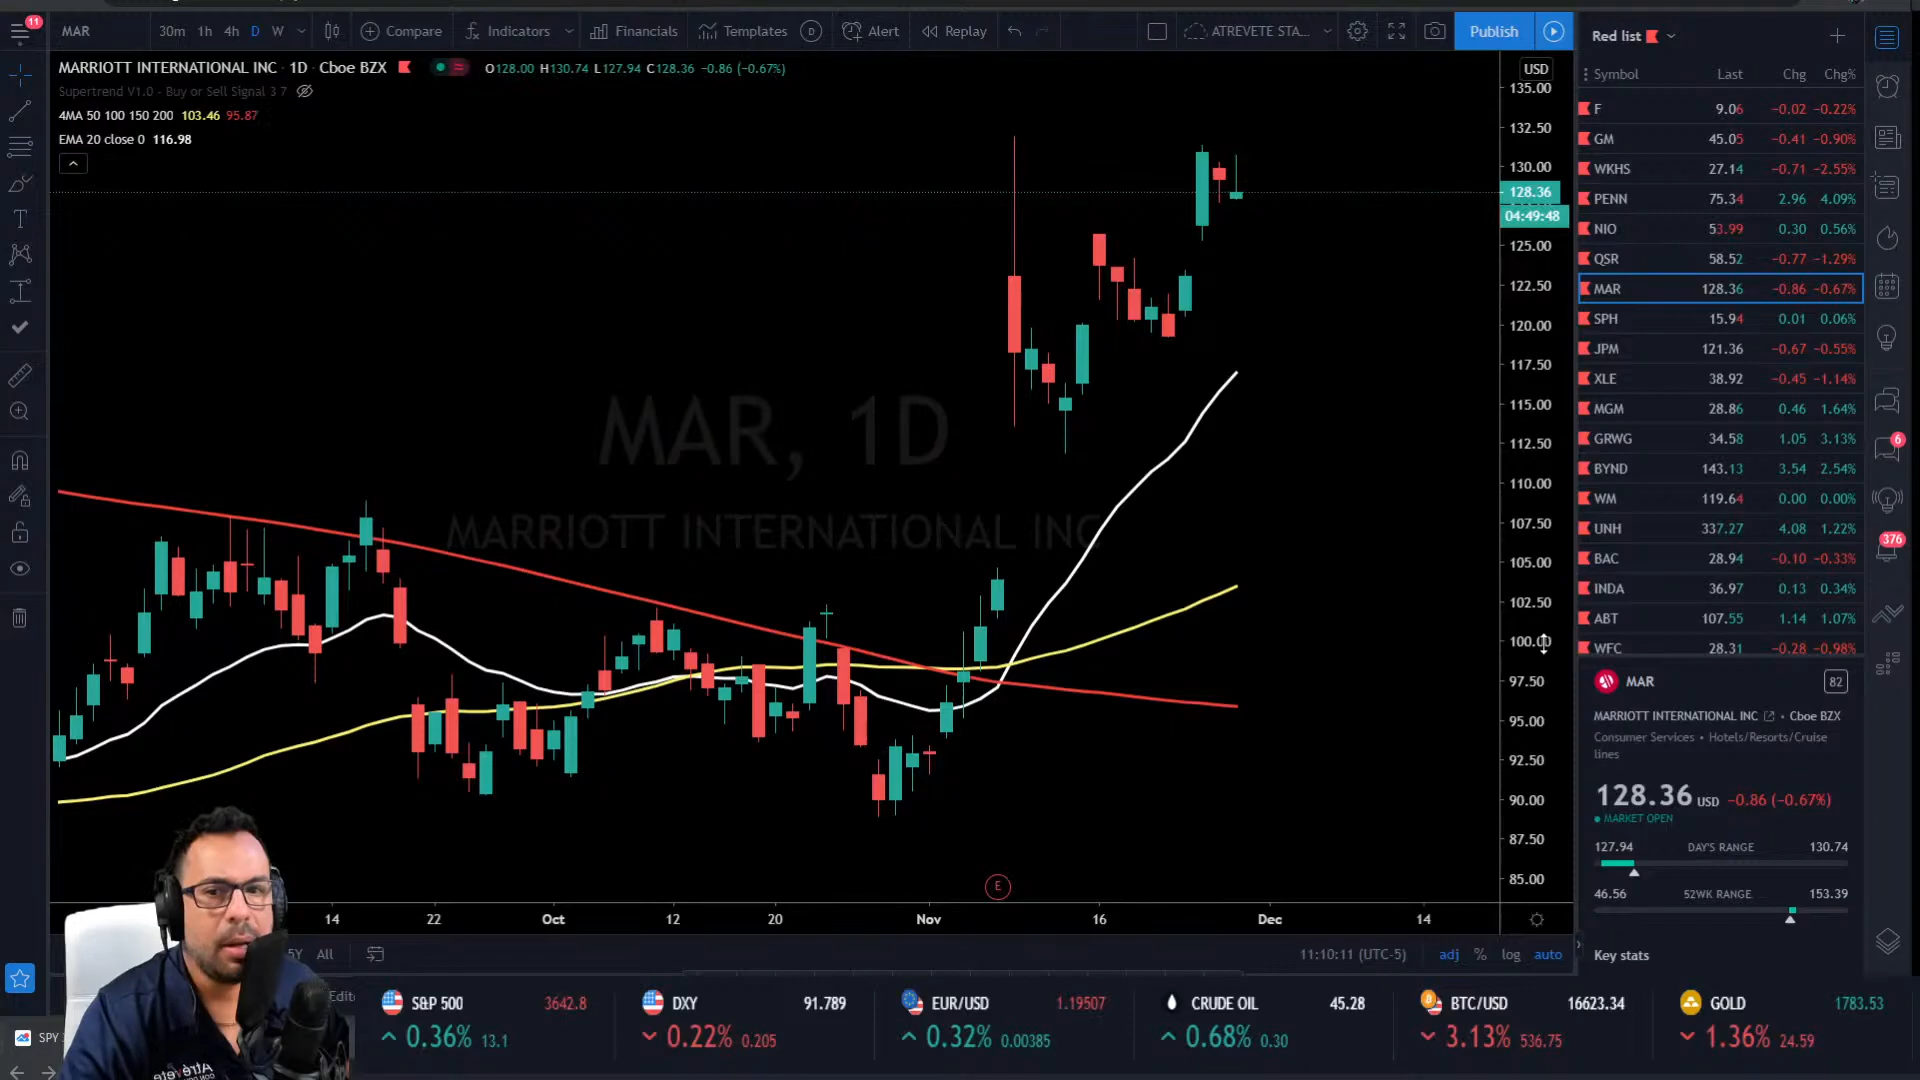 11
MAR 30m 1h 4h D W Compare Indicators Financials Templates D Alert Replay ATREVETE STA... Publish
MARRIOTT INTERNATIONAL INC · 1D · Cboe BZX O128.00 H130.74 L127.94 C128.36 −0.86 (−0.67%)
Supertrend V1.0 - Buy or Sell Signal 3 7
4MA 50 100 150 200 103.46 95.87
EMA 20 close 0 116.98
MAR, 1D
MARRIOTT INTERNATIONAL INC
USD
135.00
132.50
130.00
128.36
04:49:48
125.00
122.50
120.00
117.50
115.00
112.50
110.00
107.50
105.00
102.50
100.00
97.50
95.00
92.50
90.00
87.50
85.00
E
14 22 Oct 12 20 Nov 16 Dec 14
5Y All
11:10:11 (UTC-5) adj % log auto
Red list
Symbol Last Chg Chg%
F 9.06 −0.02 −0.22%
GM 45.05 −0.41 −0.90%
WKHS 27.14 −0.71 −2.55%
PENN 75.34 2.96 4.09%
NIO 53.99 0.30 0.56%
QSR 58.52 −0.77 −1.29%
MAR 128.36 −0.86 −0.67%
SPH 15.94 0.01 0.06%
JPM 121.36 −0.67 −0.55%
XLE 38.92 −0.45 −1.14%
MGM 28.86 0.46 1.64%
GRWG 34.58 1.05 3.13%
BYND 143.13 3.54 2.54%
WM 119.64 0.00 0.00%
UNH 337.27 4.08 1.22%
BAC 28.94 −0.10 −0.33%
INDA 36.97 0.13 0.34%
ABT 107.55 1.14 1.07%
WFC 28.31 −0.28 −0.98%
6
376
MAR 82
MARRIOTT INTERNATIONAL INC • Cboe BZX
Consumer Services • Hotels/Resorts/Cruise
lines
128.36 USD −0.86 (−0.67%)
MARKET OPEN
127.94 DAY'S RANGE 130.74
46.56 52WK RANGE 153.39
Key stats
S&P 500 3642.8
0.36% 13.1
DXY 91.789
0.22% 0.205
EUR/USD 1.19507
0.32% 0.00385
CRUDE OIL 45.28
0.68% 0.30
BTC/USD 16623.34
3.13% 536.75
GOLD 1783.53
1.36% 24.59
SPY
Atrévete